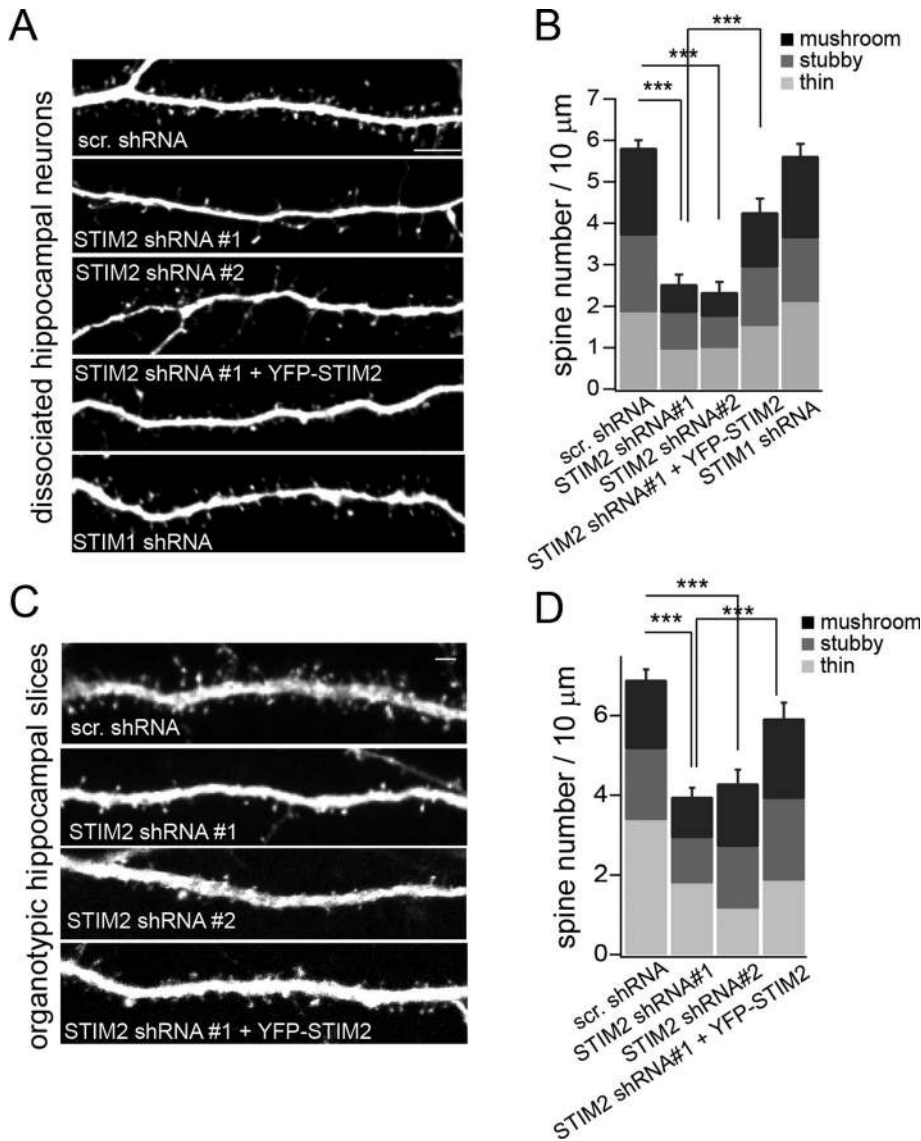 A
dissociated hippocampal neurons
scr. shRNA
STIM2 shRNA #1
STIM2 shRNA #2
STIM2 shRNA #1 + YFP-STIM2
STIM1 shRNA
B
mushroom
stubby
thin
***
***
***
spine number / 10 µm
7
6
5
4
3
2
1
0
scr. shRNA
STIM2 shRNA#1
STIM2 shRNA#2
STIM2 shRNA#1 + YFP-STIM2
STIM1 shRNA
C
organotypic hippocampal slices
scr. shRNA
STIM2 shRNA #1
STIM2 shRNA #2
STIM2 shRNA #1 + YFP-STIM2
D
mushroom
stubby
thin
***
***
***
spine number / 10 µm
6
4
2
0
scr. shRNA
STIM2 shRNA#1
STIM2 shRNA#2
STIM2 shRNA#1 + YFP-STIM2